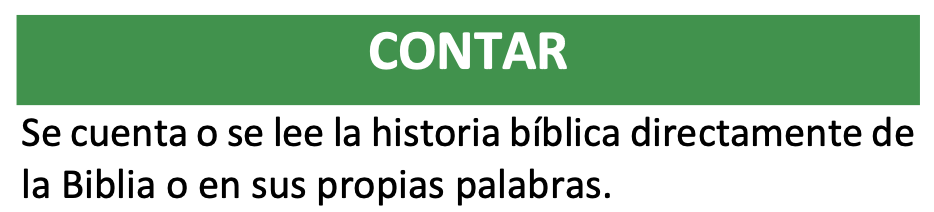 CONTAR
Se cuenta o se lee la historia bíblica directamente de
la Biblia o en sus propias palabras.